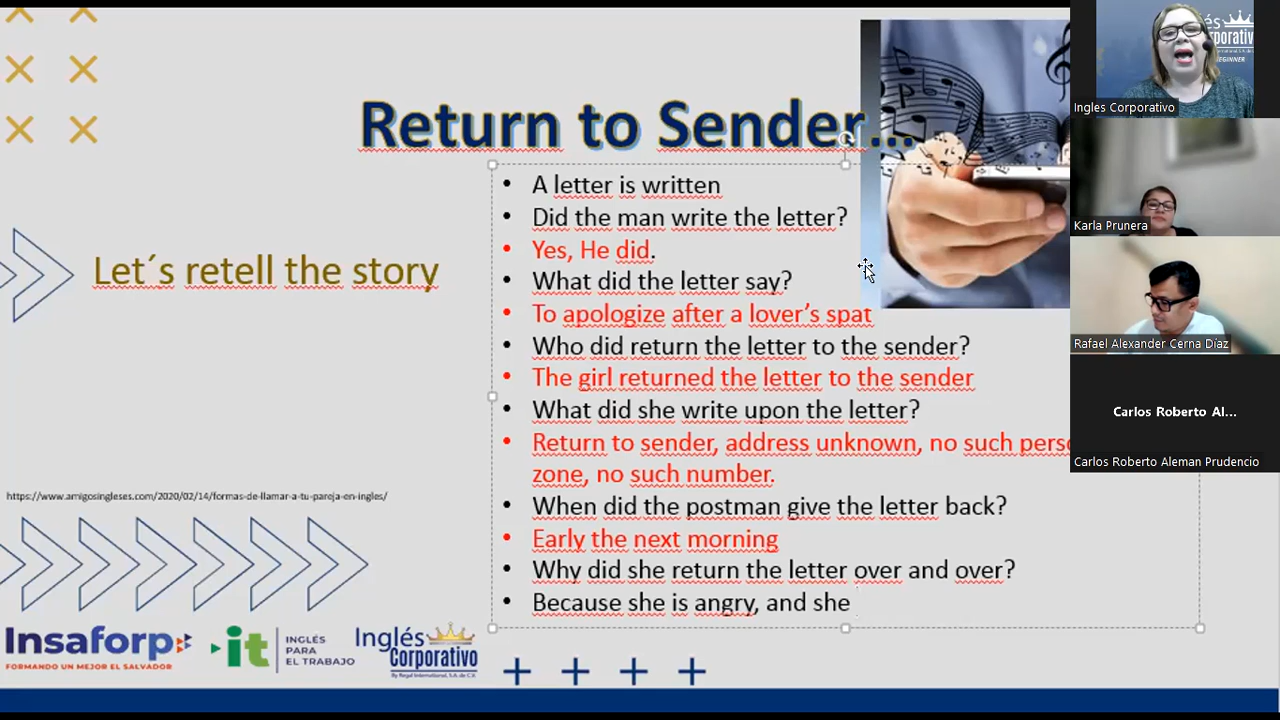 Return to Sender...
A letter is written
Did the man write the letter?
Yes, He did.
What did the letter say?
To apologize after a lover’s spat
Who did return the letter to the sender?
The girl returned the letter to the sender
What did she write upon the letter?
Return to sender, address unknown, no such
zone, no such number.
When did the postman give the letter back?
Early the next morning
Why did she return the letter over and over?
Because she is angry, and she
Let´s retell the story
https://www.amigosingleses.com/2020/02/14/formas-de-llamar-a-tu-pareja-en-ingles/
Insaforp
FORMANDO UN MEJOR EL SALVADOR
it
INGLÉS
PARA
EL TRABAJO
Inglés
Corporativo
By Regal International, S.A. de C.V.
Ingles Corporativo
Karla Prunera
Rafael Alexander Cerna Díaz
Carlos Roberto Al...
Carlos Roberto Aleman Prudencio